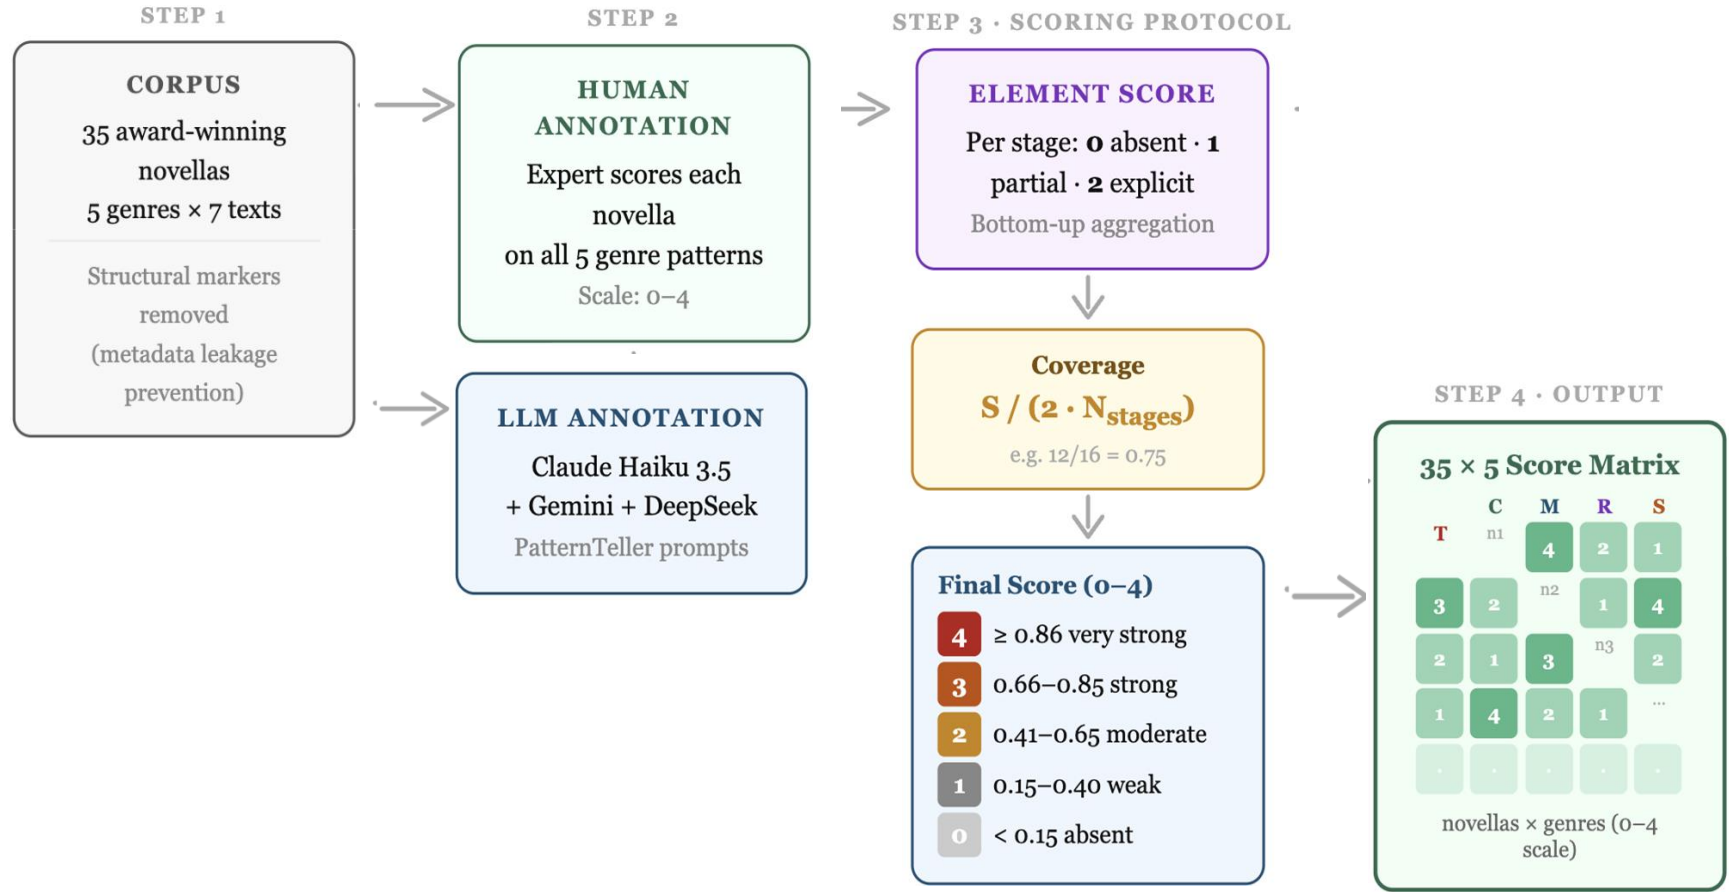 STEP 1
CORPUS
35 award-winning
novellas
5 genres × 7 texts
Structural markers
removed
(metadata leakage
prevention)
STEP 2
HUMAN
ANNOTATION
Expert scores each
novella
on all 5 genre patterns
Scale: 0–4
LLM ANNOTATION
Claude Haiku 3.5
+ Gemini + DeepSeek
PatternTeller prompts
STEP 3 · SCORING PROTOCOL
ELEMENT SCORE
Per stage: 0 absent · 1
partial · 2 explicit
Bottom-up aggregation
Coverage
S / (2 · Nstages)
e.g. 12/16 = 0.75
Final Score (0–4)
4 ≥ 0.86 very strong
3 0.66–0.85 strong
2 0.41–0.65 moderate
1 0.15–0.40 weak
0 < 0.15 absent
STEP 4 · OUTPUT
35 × 5 Score Matrix
C M R S
T n1 4 2 1
3 2 n2 1 4
2 1 3 n3 2
1 4 2 1 ...
· · · · ·
novellas × genres (0–4
scale)